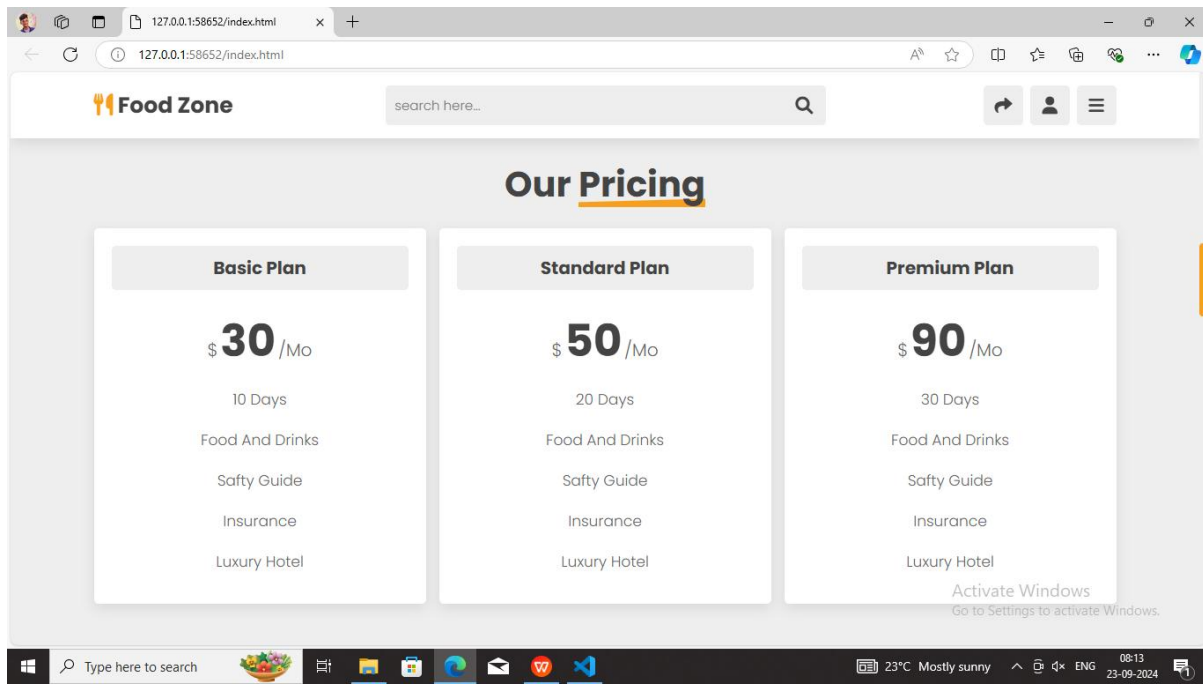 127.0.0.1:58652/index.html
127.0.0.1:58652/index.html
Food Zone
search here...
Our Pricing
Basic Plan Standard Plan Premium Plan
$ 30 /Mo $ 50 /Mo $ 90 /Mo
10 Days 20 Days 30 Days
Food And Drinks Food And Drinks Food And Drinks
Safty Guide Safty Guide Safty Guide
Insurance Insurance Insurance
Luxury Hotel Luxury Hotel Luxury Hotel
Activate Windows
Go to Settings to activate Windows.
Type here to search 23°C Mostly sunny ENG 08:13
23-09-2024
1